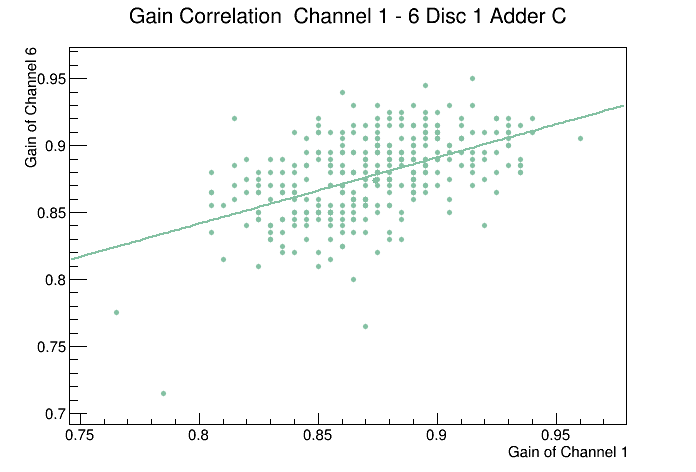 Gain Correlation  Channel 1 - 6 Disc 1 Adder C
Gain of Channel 6
0.95
0.9
0.85
0.8
0.75
0.7
0.75 0.8 0.85 0.9 0.95
Gain of Channel 1